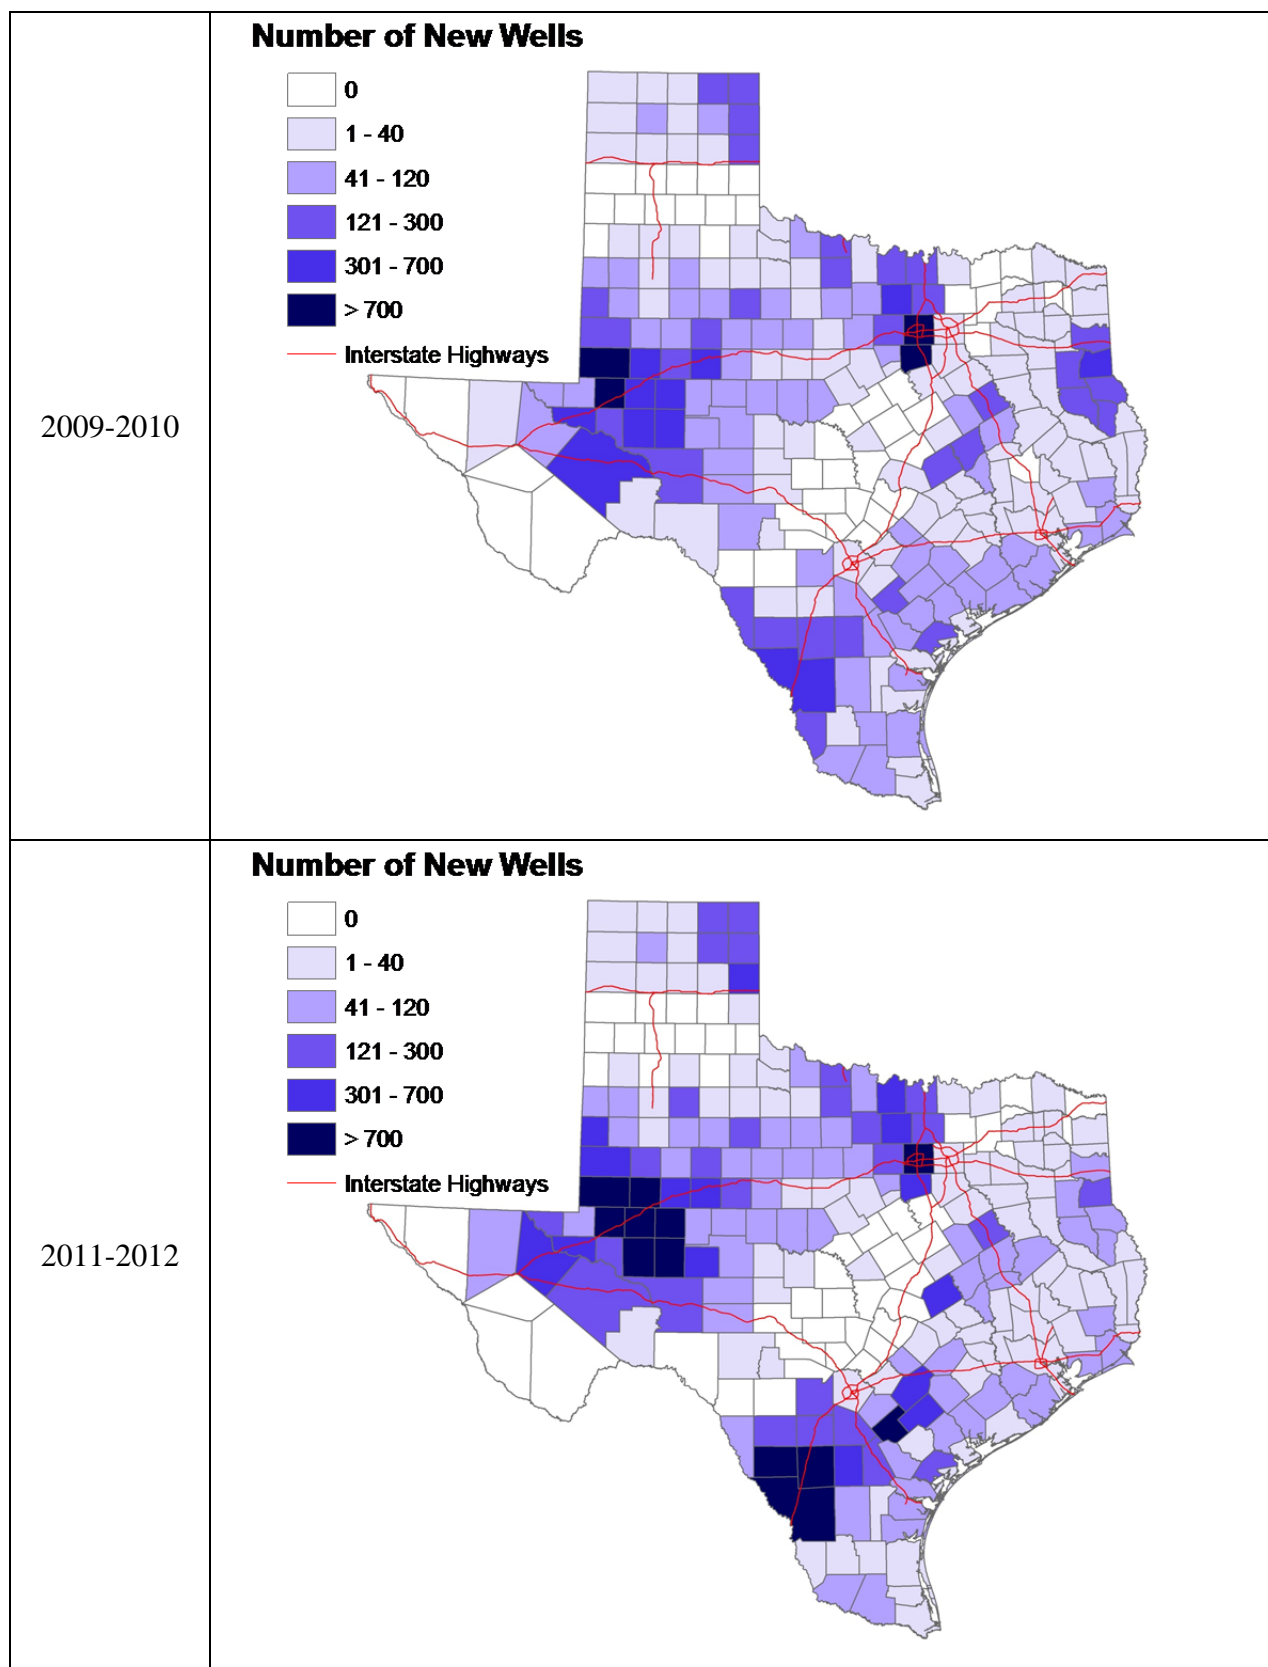 Number of New Wells
0
1 - 40
41 - 120
121 - 300
301 - 700
> 700
Interstate Highways
2009-2010
Number of New Wells
0
1 - 40
41 - 120
121 - 300
301 - 700
> 700
Interstate Highways
2011-2012